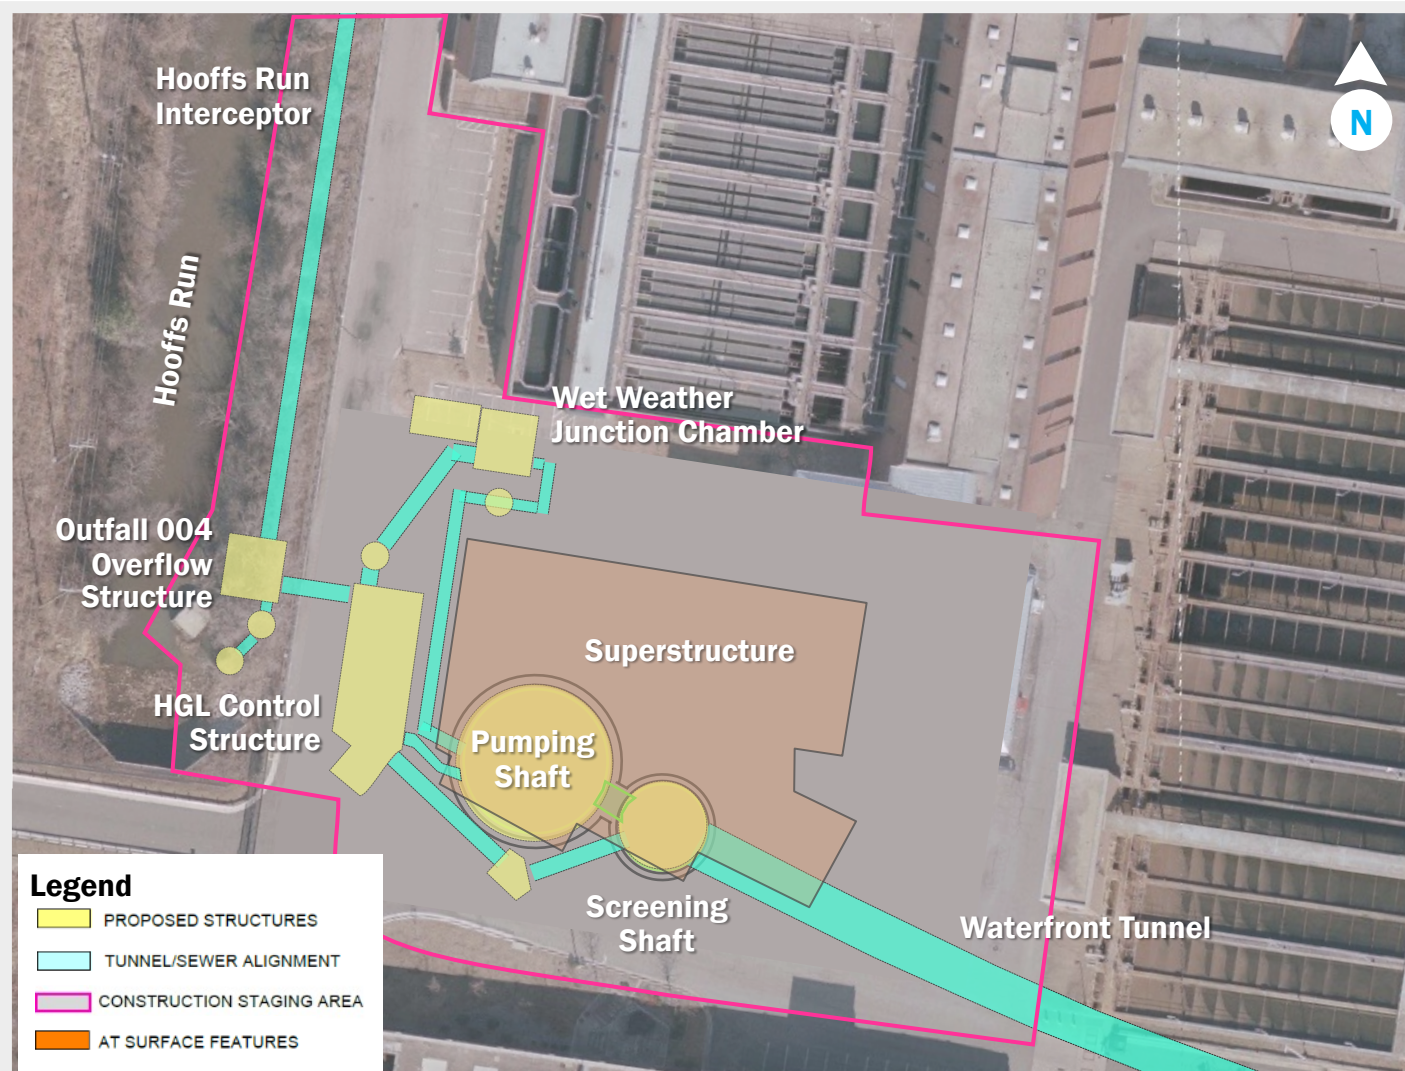 Hooffs Run
Interceptor
N
Hooffs Run
Wet Weather
Junction Chamber
Outfall 004
Overflow
Structure
Superstructure
HGL Control
Structure
Pumping
Shaft
Screening
Shaft
Waterfront Tunnel
Legend
PROPOSED STRUCTURES
TUNNEL/SEWER ALIGNMENT
CONSTRUCTION STAGING AREA
AT SURFACE FEATURES